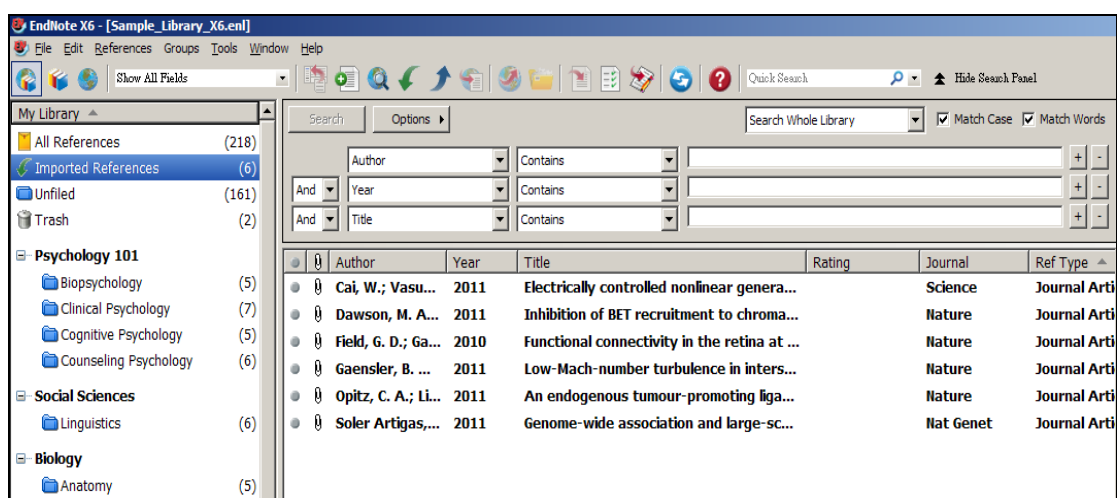 EndNote X6 - [Sample_Library_X6.enl]
File Edit References Groups Tools Window Help
Show All Fields
Quick Search
Hide Search Panel
My Library
All References (218)
Imported References (6)
Unfiled (161)
Trash (2)
Psychology 101
Biopsychology (5)
Clinical Psychology (7)
Cognitive Psychology (5)
Counseling Psychology (6)
Social Sciences
Linguistics (6)
Biology
Anatomy (5)
Search Options Search Whole Library Match Case Match Words
Author Contains + -
And Year Contains + -
And Title Contains + -
Author Year Title Rating Journal Ref Type
Cai, W.; Vasu... 2011 Electrically controlled nonlinear genera... Science Journal Arti
Dawson, M. A... 2011 Inhibition of BET recruitment to chroma... Nature Journal Arti
Field, G. D.; Ga... 2010 Functional connectivity in the retina at ... Nature Journal Arti
Gaensler, B. ... 2011 Low-Mach-number turbulence in inters... Nature Journal Arti
Opitz, C. A.; Li... 2011 An endogenous tumour-promoting liga... Nature Journal Arti
Soler Artigas,... 2011 Genome-wide association and large-sc... Nat Genet Journal Arti